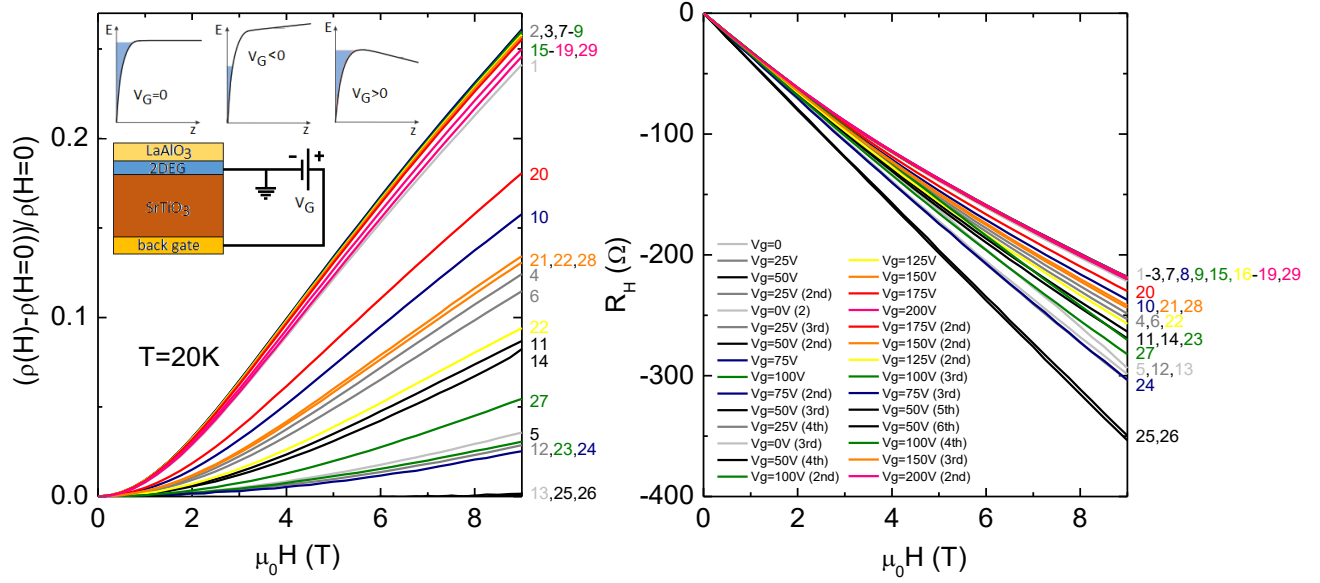 (ρ(H)-ρ(H=0))/ρ(H=0)
0.2
0.1
0.0
0 2 4 6 8
μ₀H (T)
E
z
V_G=0
E
z
V_G<0
E
z
V_G>0
LaAlO₃
2DEG
SrTiO₃
back gate
- +
V_G
T=20K
2,3,7-9
15-19,29
1
20
10
21,22,28
4
6
22
11
14
27
5
12,23,24
13,25,26
R_H (Ω)
0
-100
-200
-300
-400
0 2 4 6 8
μ₀H (T)
Vg=0
Vg=25V
Vg=50V
Vg=25V (2nd)
Vg=0V (2)
Vg=25V (3rd)
Vg=50V (2nd)
Vg=75V
Vg=100V
Vg=75V (2nd)
Vg=50V (3rd)
Vg=25V (4th)
Vg=0V (3rd)
Vg=50V (4th)
Vg=100V (2nd)
Vg=125V
Vg=150V
Vg=175V
Vg=200V
Vg=175V (2nd)
Vg=150V (2nd)
Vg=125V (2nd)
Vg=100V (3rd)
Vg=75V (3rd)
Vg=50V (5th)
Vg=50V (6th)
Vg=100V (4th)
Vg=150V (3rd)
Vg=200V (2nd)
1-3,7,8,9,15,16-19,29
20
10,21,28
4,6,22
11,14,23
27
5,12,13
24
25,26